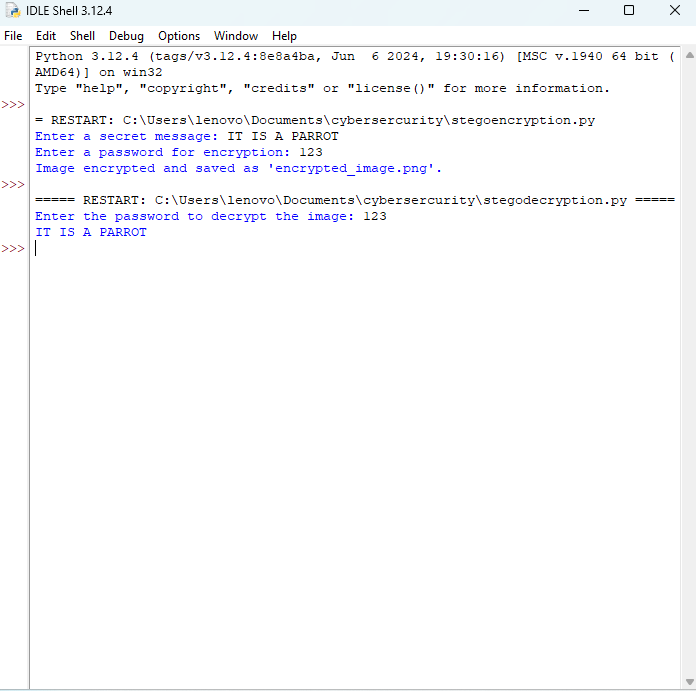 IDLE Shell 3.12.4
File Edit Shell Debug Options Window Help
Python 3.12.4 (tags/v3.12.4:8e8a4ba, Jun  6 2024, 19:30:16) [MSC v.1940 64 bit (
AMD64)] on win32
Type "help", "copyright", "credits" or "license()" for more information.
>>>
= RESTART: C:\Users\lenovo\Documents\cybersercurity\stegoencryption.py
Enter a secret message: IT IS A PARROT
Enter a password for encryption: 123
Image encrypted and saved as 'encrypted_image.png'.
>>>
===== RESTART: C:\Users\lenovo\Documents\cybersercurity\stegodecryption.py =====
Enter the password to decrypt the image: 123
IT IS A PARROT
>>>